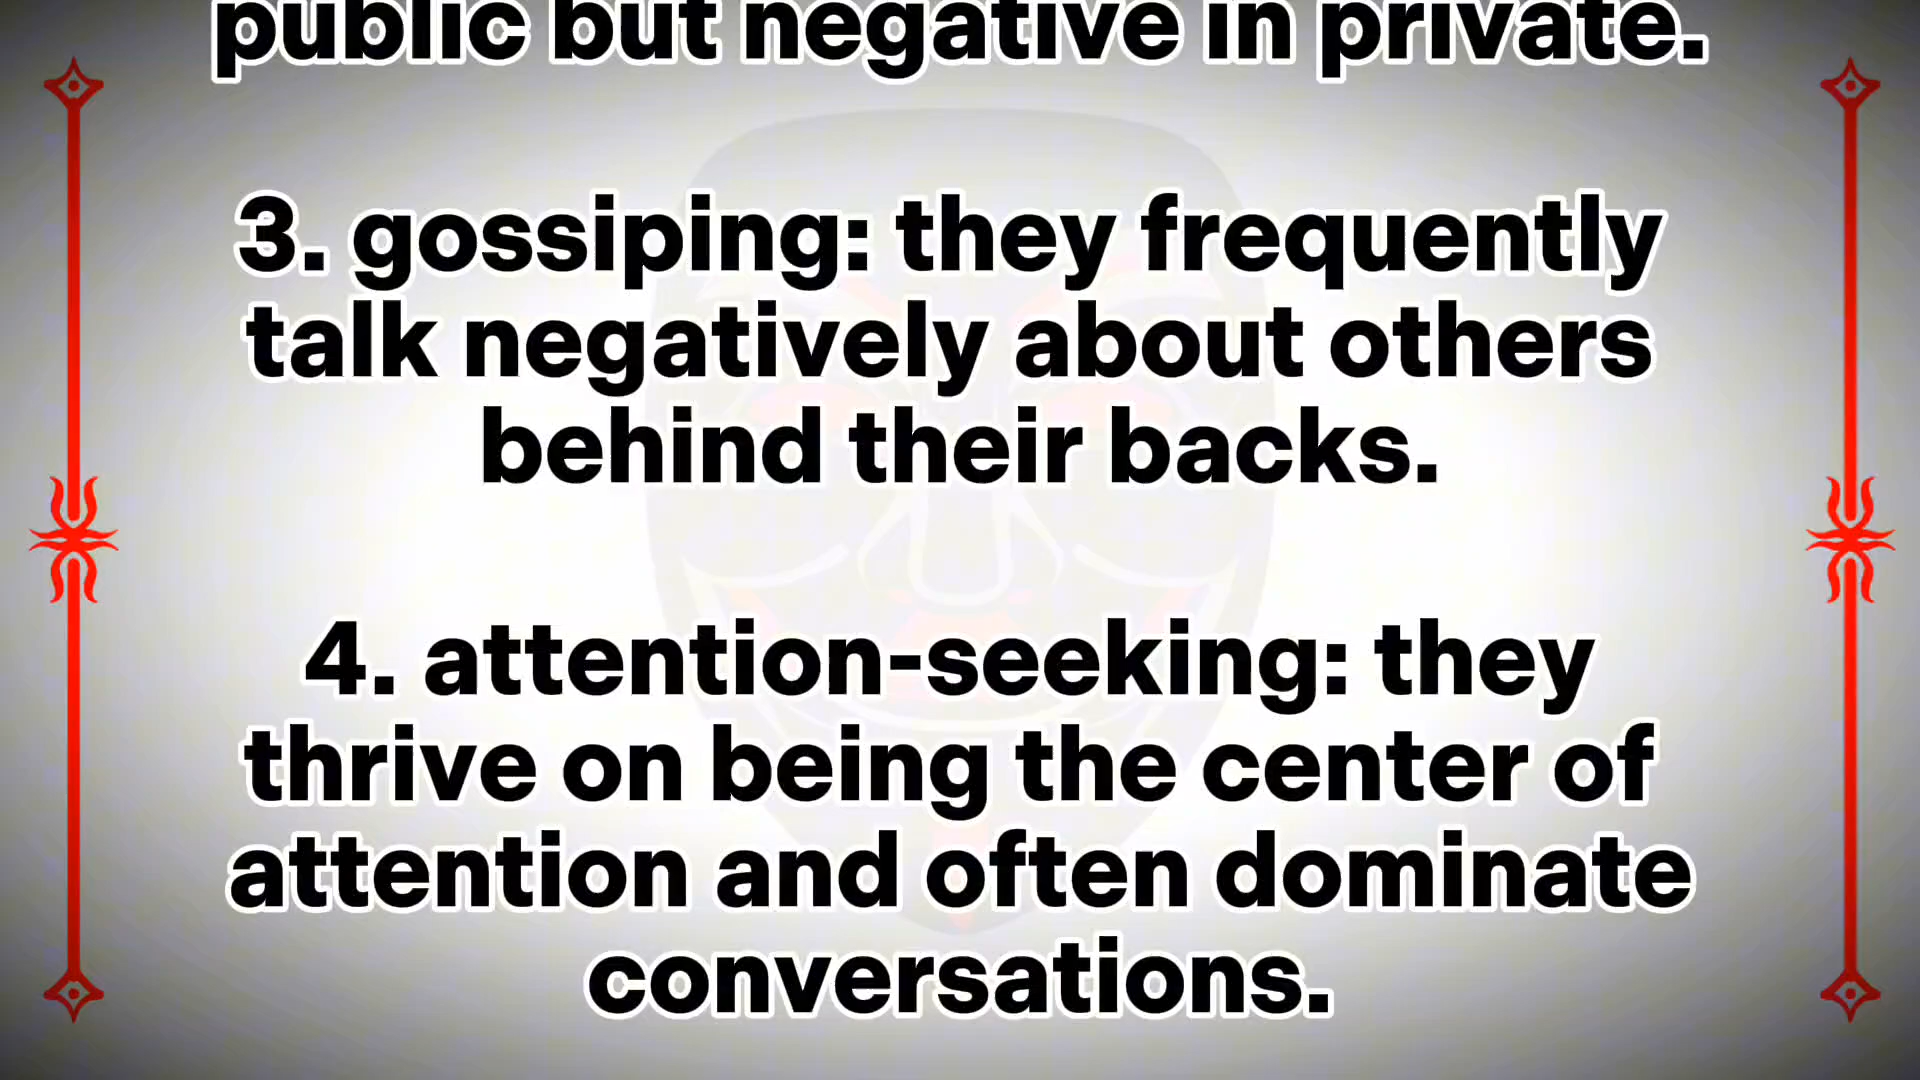 public but negative in private.
3. gossiping: they frequently
talk negatively about others
behind their backs.
4. attention-seeking: they
thrive on being the center of
attention and often dominate
conversations.